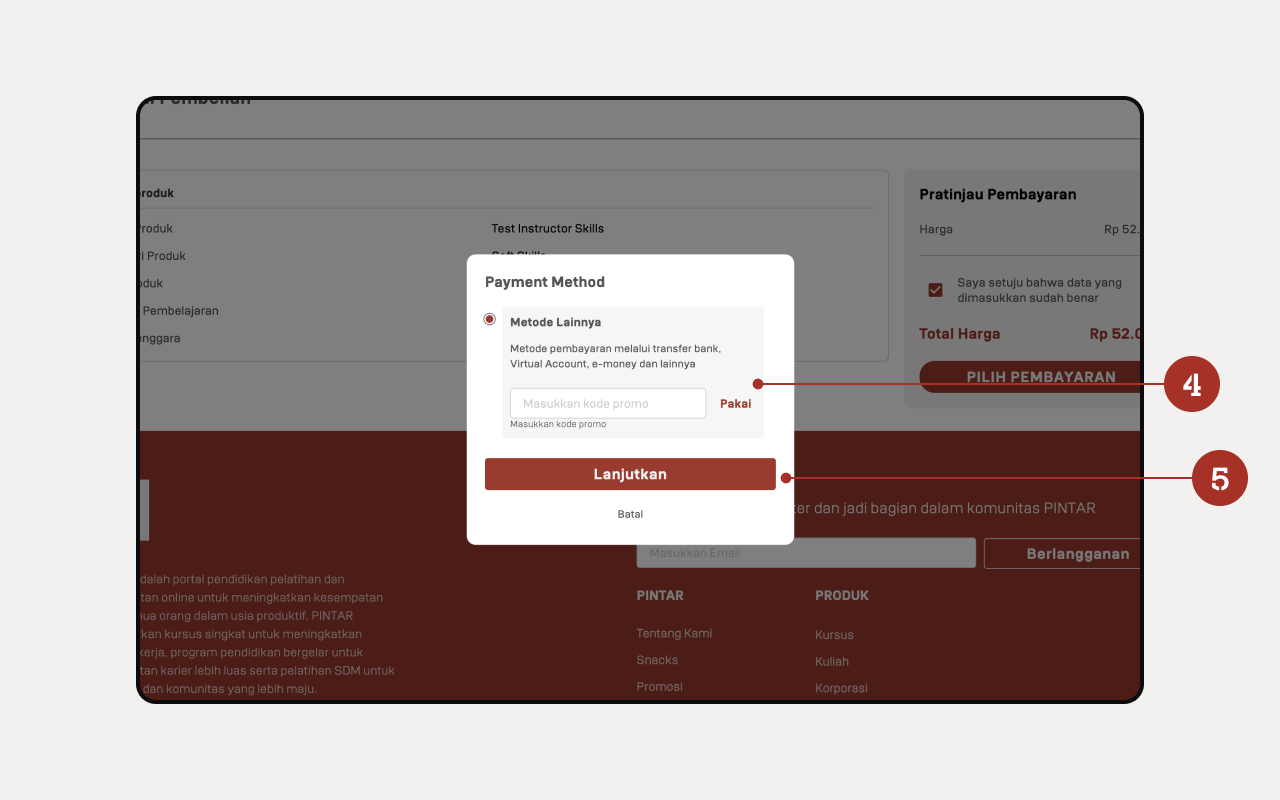 Pembelian
Produk
Produk
Test Instructor Skills
Produk
Soft Skills
Pembelajaran
Pratinjau Pembayaran
Harga
Rp 52.
Saya setuju bahwa data yang
dimasukkan sudah benar
Total Harga
Rp 52.0
PILIH PEMBAYARAN
Payment Method
Metode Lainnya
Metode pembayaran melalui transfer bank,
Virtual Account, e-money dan lainnya
Masukkan kode promo
Pakai
Masukkan kode promo
Lanjutkan
Batal
4
5
dan jadi bagian dalam komunitas PINTAR
Masukkan Email
Berlangganan
dalah portal pendidikan pelatihan dan
tan online untuk meningkatkan kesempatan
nua orang dalam usia produktif. PINTAR
kan kursus singkat untuk meningkatkan
kerja, program pendidikan bergelar untuk
tan karier lebih luas serta pelatihan SDM untuk
dan komunitas yang lebih maju.
PINTAR
Tentang Kami
Snacks
Promosi
PRODUK
Kursus
Kuliah
Korporasi